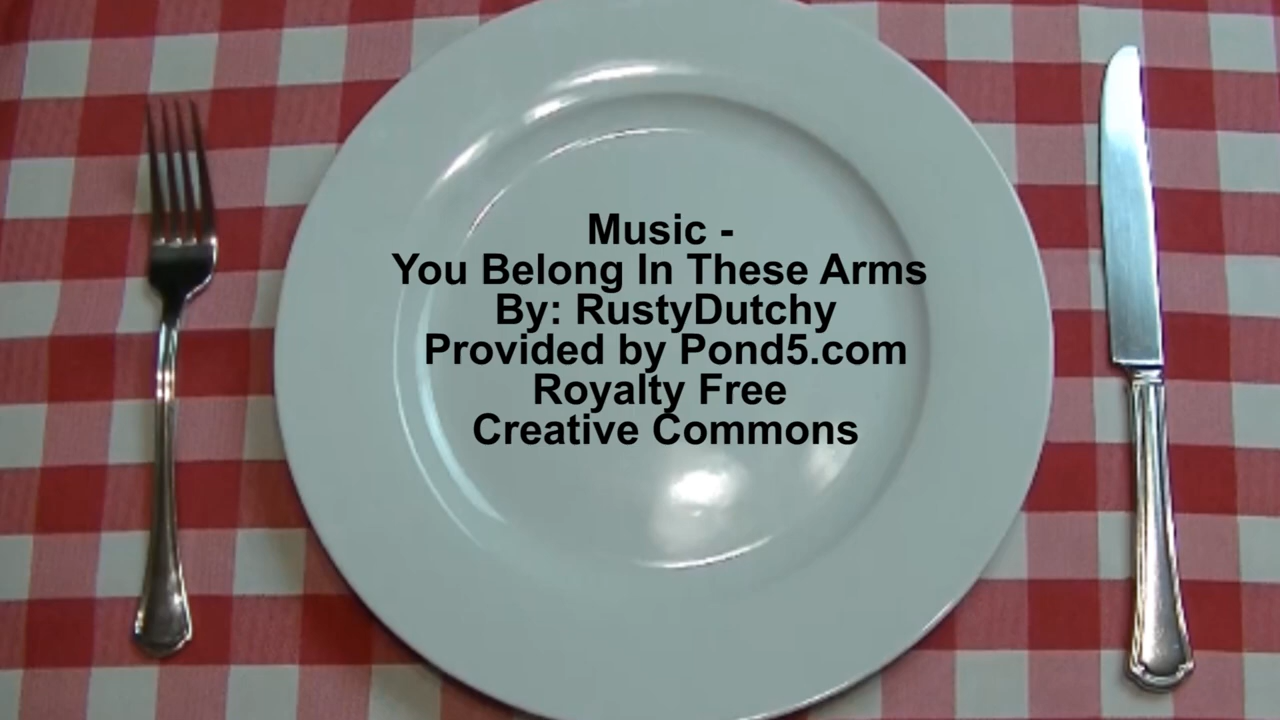 Music -
You Belong In These Arms
By: RustyDutchy
Provided by Pond5.com
Royalty Free
Creative Commons